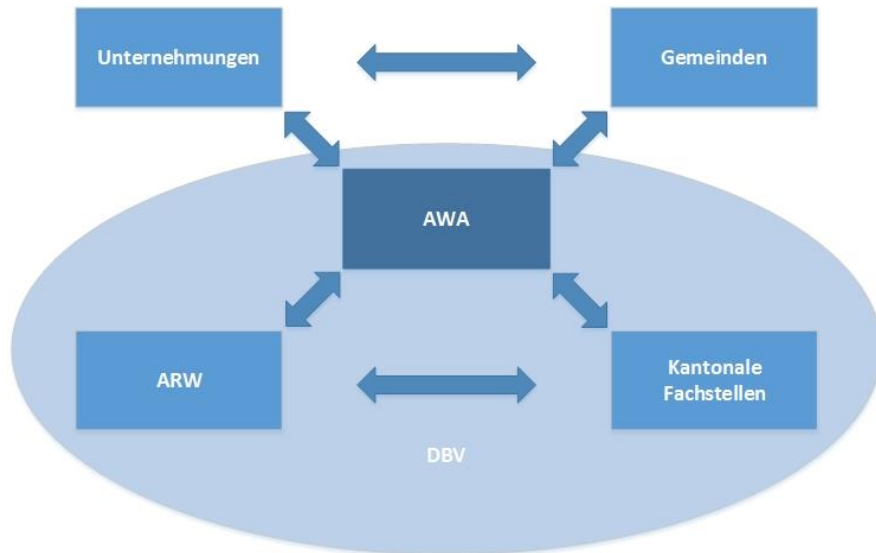 Unternehmungen
Gemeinden
AWA
ARW
Kantonale
Fachstellen
DBV